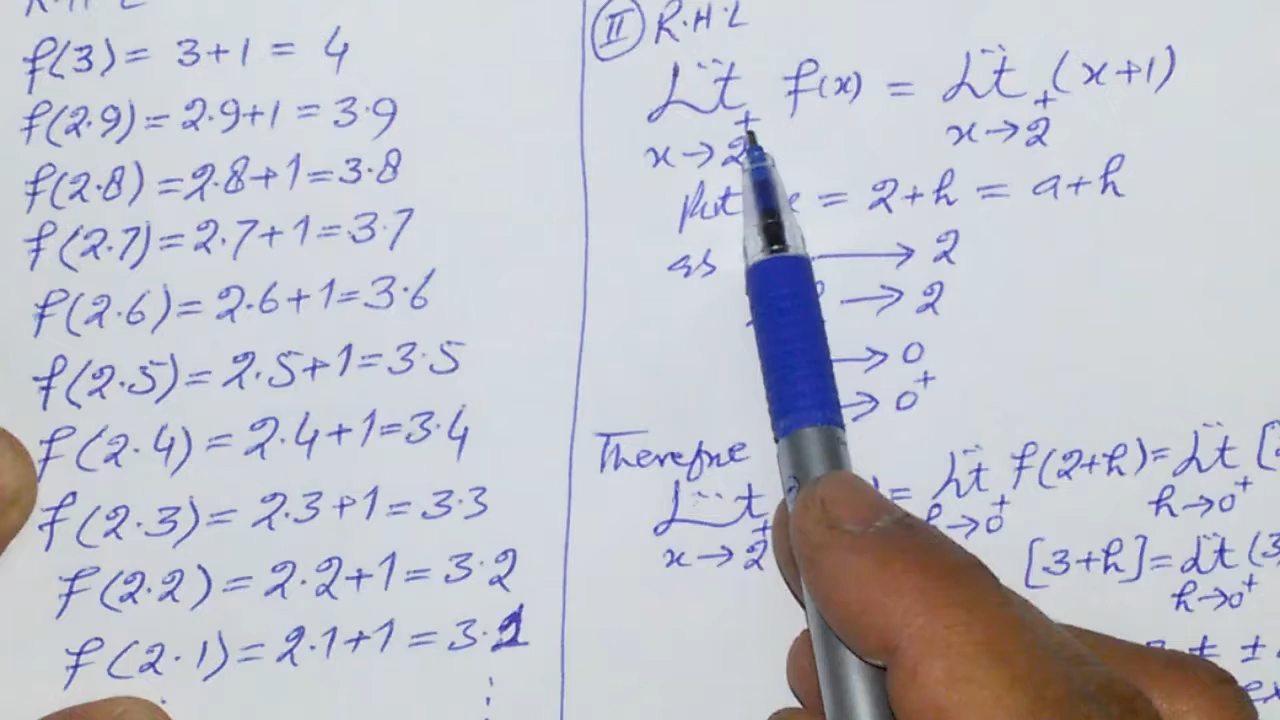 R.H.L
f(3) = 3+1 = 4
f(2.9) = 2.9+1 = 3.9
f(2.8) = 2.8+1 = 3.8
f(2.7) = 2.7+1 = 3.7
f(2.6) = 2.6+1 = 3.6
f(2.5) = 2.5+1 = 3.5
f(2.4) = 2.4+1 = 3.4
f(2.3) = 2.3+1 = 3.3
f(2.2) = 2.2+1 = 3.2
f(2.1) = 2.1+1 = 3.1
II R.H.L
Lt f(x) = Lt (x+1)
x→2⁺ x→2⁺
Put = 2+h = a+h
as → 2
→ 2
→ 0
→ 0⁺
Therefore
Lt = Lt f(2+h) = Lt [
x→2⁺ h→0⁺ h→0⁺
[3+h] = Lt (3
h→0⁺